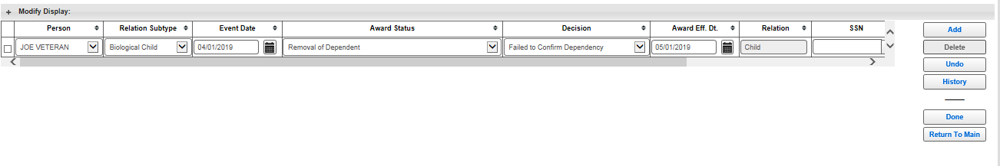 + Modify Display:
Person Relation Subtype Event Date Award Status Decision Award Eff. Dt. Relation SSN
JOE VETERAN Biological Child 04/01/2019 Removal of Dependent Failed to Confirm Dependency 05/01/2019 Child
Add
Delete
Undo
History
Done
Return To Main